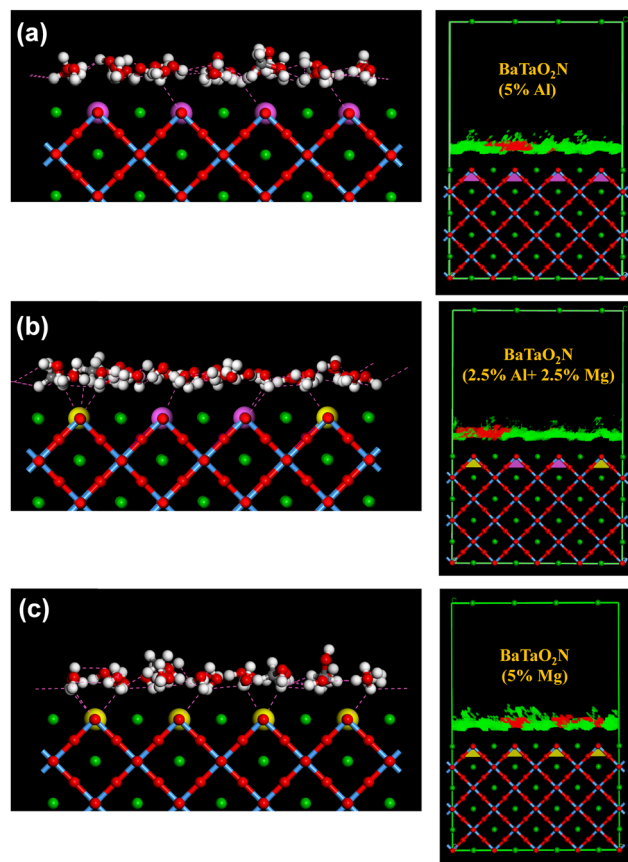 (a)
BaTaO₂N
(5% Al)
(b)
BaTaO₂N
(2.5% Al+ 2.5% Mg)
(c)
BaTaO₂N
(5% Mg)